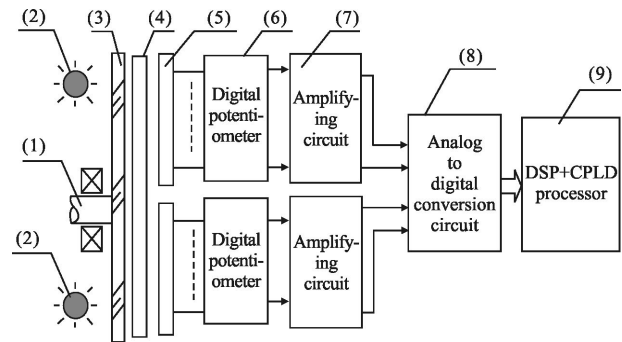 (2)
(3)
(4)
(5)
(6)
(7)
(8)
(9)
(1)
(2)
Digital
potenti-
ometer
Amplify-
ing
circuit
Analog
to
digital
conversion
circuit
DSP+CPLD
processor
Digital
potenti-
ometer
Amplify-
ing
circuit